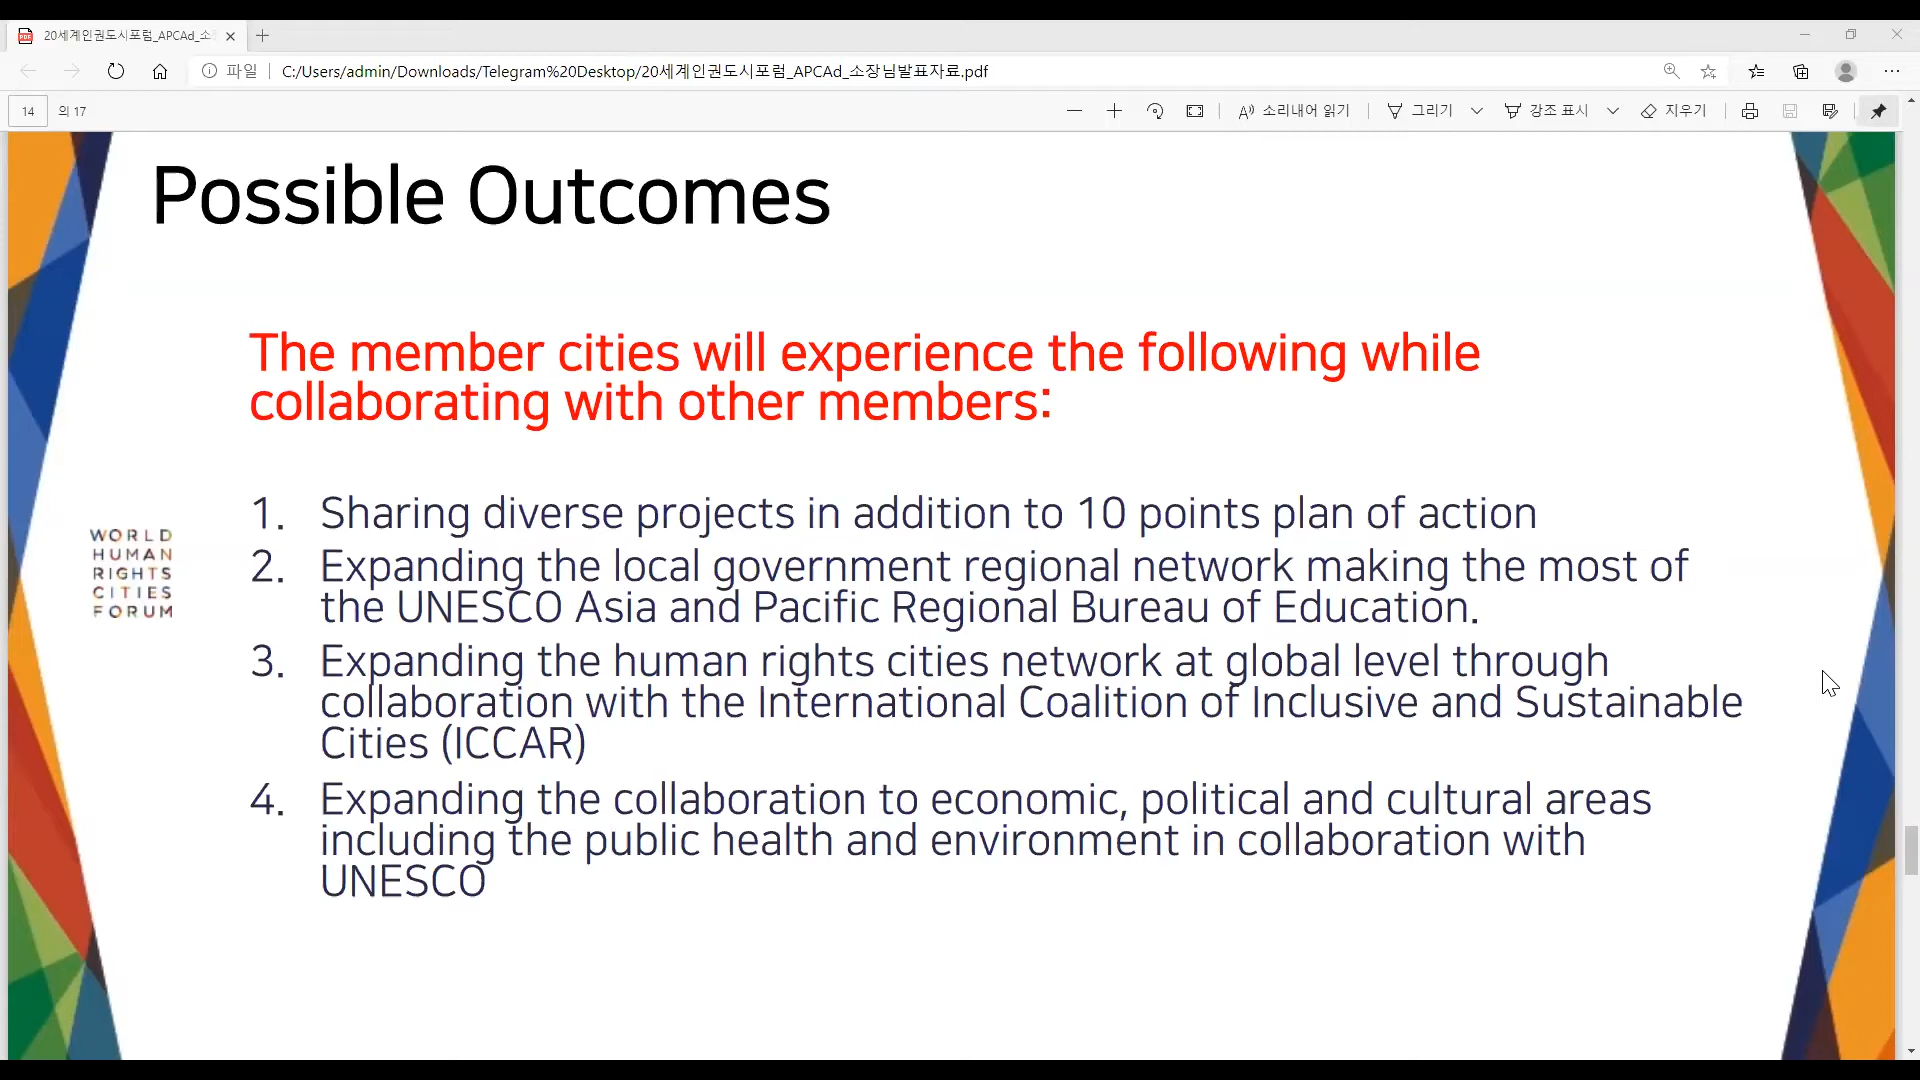 20세계인권도시포럼_APCAd_소
파일
C:/Users/admin/Downloads/Telegram%20Desktop/20세계인권도시포럼_APCAd_소장님발표자료.pdf
14 의 17
소리내어 읽기
그리기
강조 표시
지우기
Possible Outcomes
The member cities will experience the following while
collaborating with other members:
1. Sharing diverse projects in addition to 10 points plan of action
2. Expanding the local government regional network making the most of
the UNESCO Asia and Pacific Regional Bureau of Education.
3. Expanding the human rights cities network at global level through
collaboration with the International Coalition of Inclusive and Sustainable
Cities (ICCAR)
4. Expanding the collaboration to economic, political and cultural areas
including the public health and environment in collaboration with
UNESCO
WORLD
HUMAN
RIGHTS
CITIES
FORUM